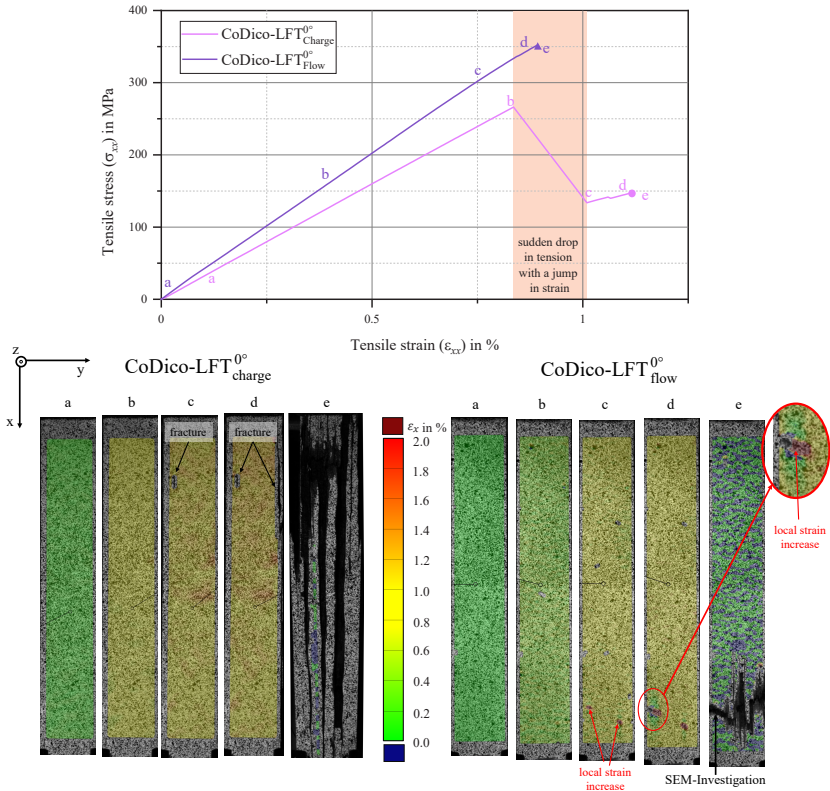 400
300
200
100
0
0
0.5
1
Tensile stress (σxx) in MPa
Tensile strain (εxx) in %
CoDico-LFT0°Charge
CoDico-LFT0°Flow
a
b
c
d
e
a
b
c
d
e
sudden drop
in tension
with a jump
in strain
z
y
x
CoDico-LFT0°charge
a
b
c
d
e
fracture
fracture
εx in %
2.0
1.8
1.6
1.4
1.2
1.0
0.8
0.6
0.4
0.2
0.0
CoDico-LFT0°flow
a
b
c
d
e
local strain
increase
local strain
increase
SEM-Investigation